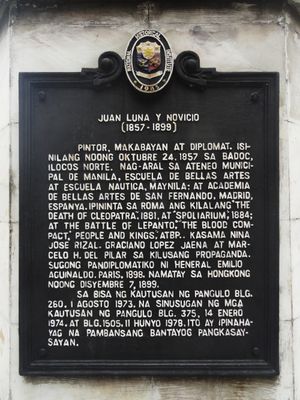 NATIONAL HISTORICAL INSTITUTE
1933
JUAN LUNA Y NOVICIO
(1857-1899)
PINTOR, MAKABAYAN AT DIPLOMAT. ISI-
NILANG NOONG OKTUBRE 24, 1857 SA BADOC,
ILOCOS NORTE. NAG-ARAL SA ATENEO MUNICI-
PAL DE MANILA, ESCUELA DE BELLAS ARTES
AT ESCUELA NAUTICA, MAYNILA; AT ACADEMIA
DE BELLAS ARTES DE SAN FERNANDO, MADRID,
ESPANYA. IPININTA SA ROMA ANG KILALANG "THE
DEATH OF CLEOPATRA", 1881, AT "SPOLIARIUM", 1884;
AT THE BATTLE OF LEPANTO," THE BLOOD COM-
PACT," PEOPLE AND KINGS," ATBP.. KASAMA NINA
JOSE RIZAL, GRACIANO LOPEZ JAENA AT MAR-
CELO H. DEL PILAR SA KILUSANG PROPAGANDA.
SUGONG PANDIPLOMATIKO NI HENERAL EMILIO
AGUINALDO, PARIS, 1898. NAMATAY SA HONGKONG
NOONG DISYEMBRE 7, 1899.
SA BISA NG KAUTUSAN NG PANGULO BLG.
260, 1 AGOSTO 1973, NA SINUSUGAN NG MGA
KAUTUSAN NG PANGULO BLG. 375, 14 ENERO
1974, AT BLG. 1505, 11 HUNYO 1978, ITO AY IPINAHA-
YAG NA PAMBANSANG BANTAYOG PANGKASAY-
SAYAN.